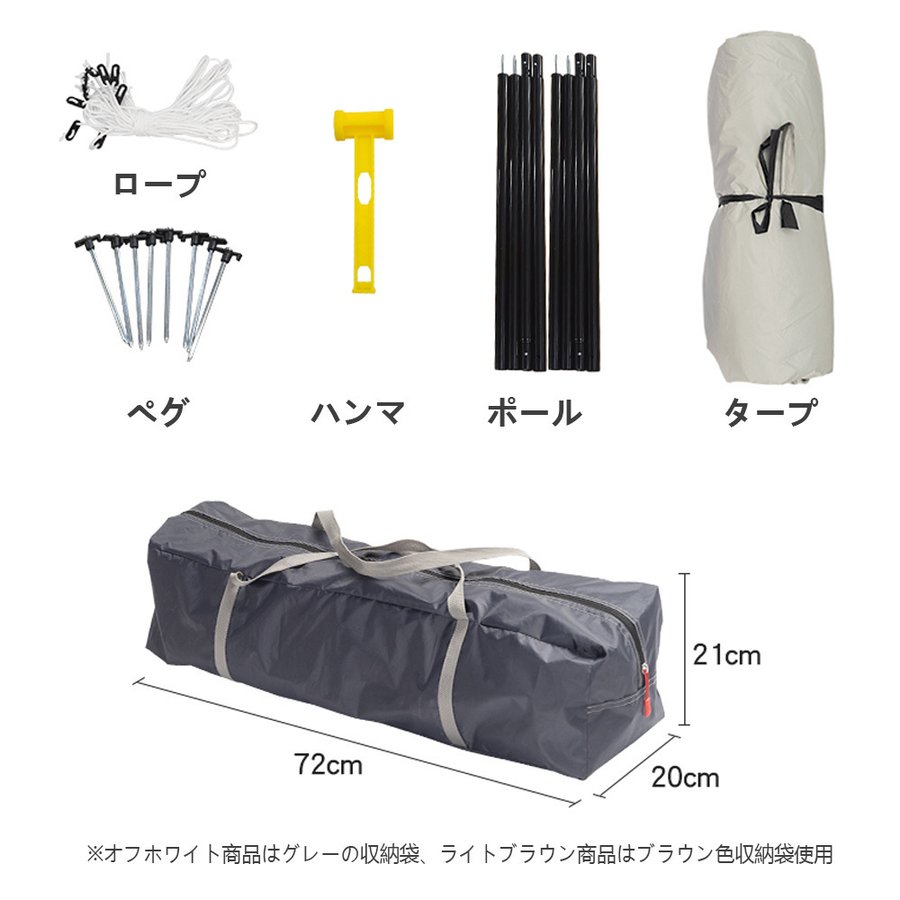 ロープ
ペグ
ハンマ
ポール
タープ
21cm
72cm
20cm
※オフホワイト商品はグレーの収納袋、ライトブラウン商品はブラウン色収納袋使用